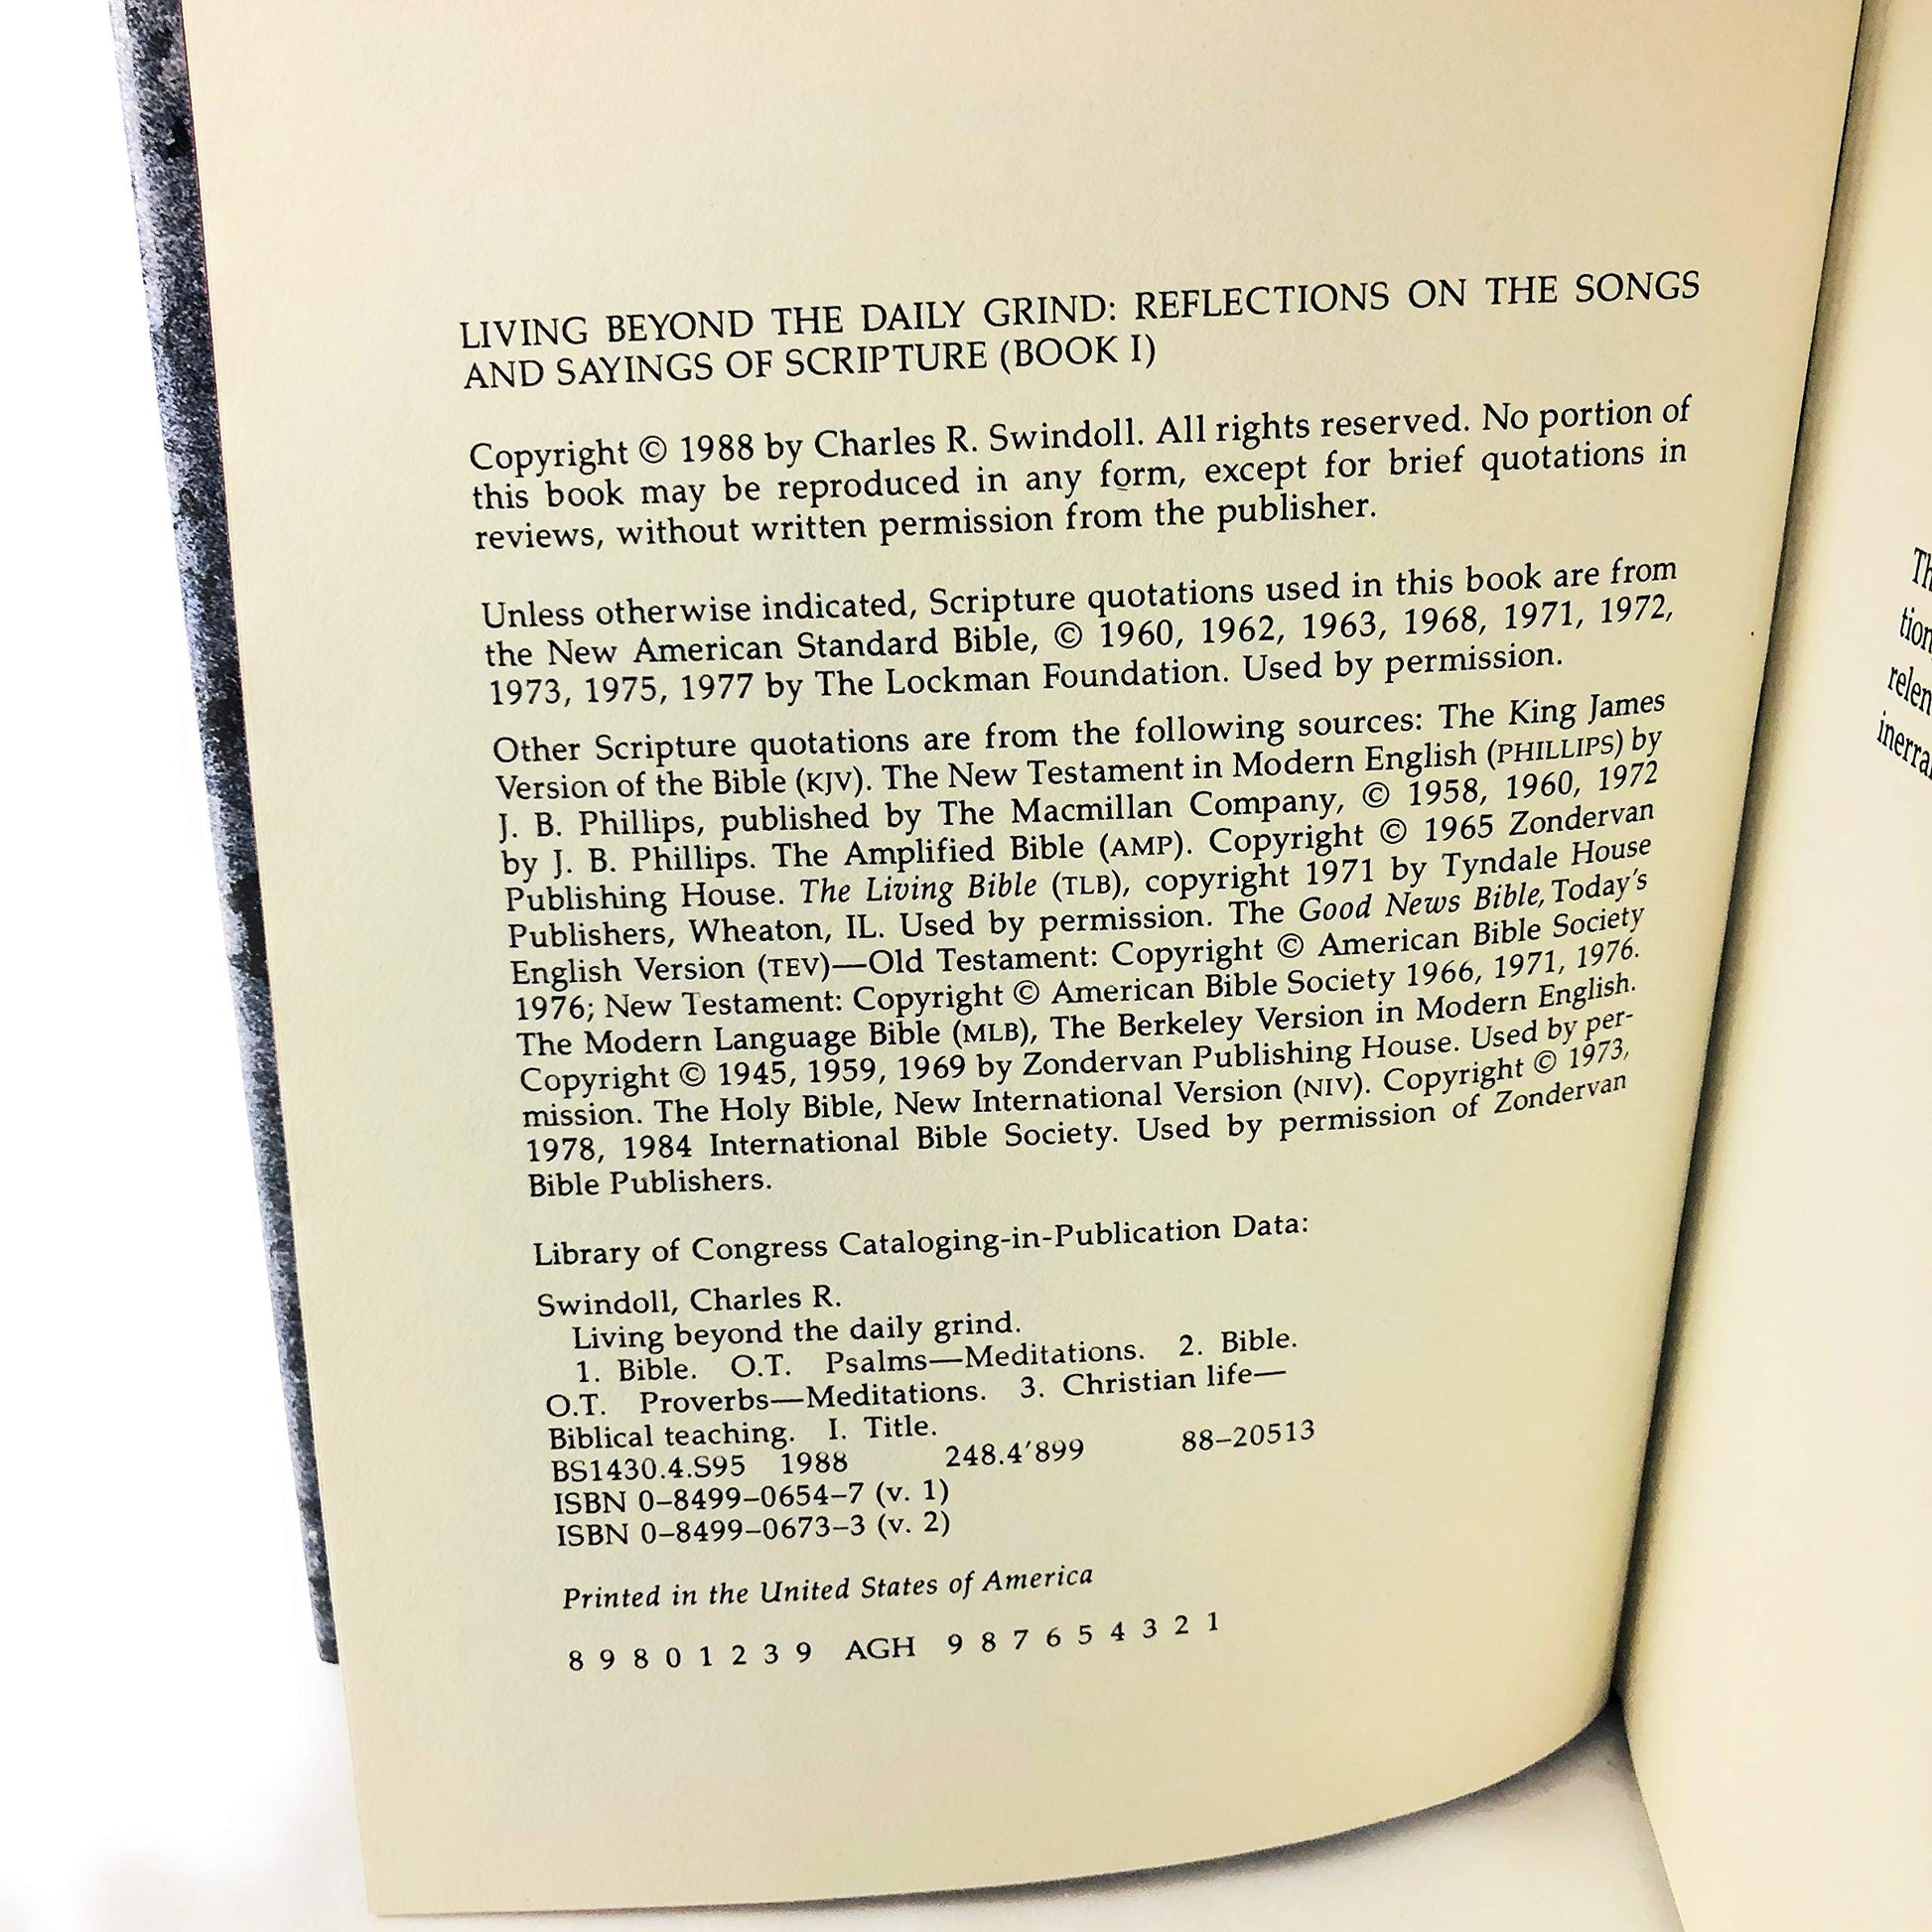 LIVING BEYOND THE DAILY GRIND: REFLECTIONS ON THE SONGS
AND SAYINGS OF SCRIPTURE (BOOK I)
Copyright © 1988 by Charles R. Swindoll. All rights reserved. No portion of
this book may be reproduced in any form, except for brief quotations in
reviews, without written permission from the publisher.
Unless otherwise indicated, Scripture quotations used in this book are from
the New American Standard Bible, © 1960, 1962, 1963, 1968, 1971, 1972,
1973, 1975, 1977 by The Lockman Foundation. Used by permission.
Other Scripture quotations are from the following sources: The King James
Version of the Bible (KJV). The New Testament in Modern English (PHILLIPS) by
J. B. Phillips, published by The Macmillan Company, © 1958, 1960, 1972
by J. B. Phillips. The Amplified Bible (AMP). Copyright © 1965 Zondervan
Publishing House. The Living Bible (TLB), copyright 1971 by Tyndale House
Publishers, Wheaton, IL. Used by permission. The Good News Bible, Today's
English Version (TEV)—Old Testament: Copyright © American Bible Society
1976; New Testament: Copyright © American Bible Society 1966, 1971, 1976.
The Modern Language Bible (MLB), The Berkeley Version in Modern English.
Copyright © 1945, 1959, 1969 by Zondervan Publishing House. Used by per-
mission. The Holy Bible, New International Version (NIV). Copyright © 1973,
1978, 1984 International Bible Society. Used by permission of Zondervan
Bible Publishers.
Library of Congress Cataloging-in-Publication Data:
Swindoll, Charles R.
Living beyond the daily grind.
1. Bible. O.T. Psalms—Meditations. 2. Bible.
O.T. Proverbs—Meditations. 3. Christian life—
Biblical teaching. I. Title.
BS1430.4.S95 1988 248.4'899 88–20513
ISBN 0–8499–0654–7 (v. 1)
ISBN 0–8499–0673–3 (v. 2)
Printed in the United States of America
8 9 8 0 1 2 3 9 AGH 9 8 7 6 5 4 3 2 1